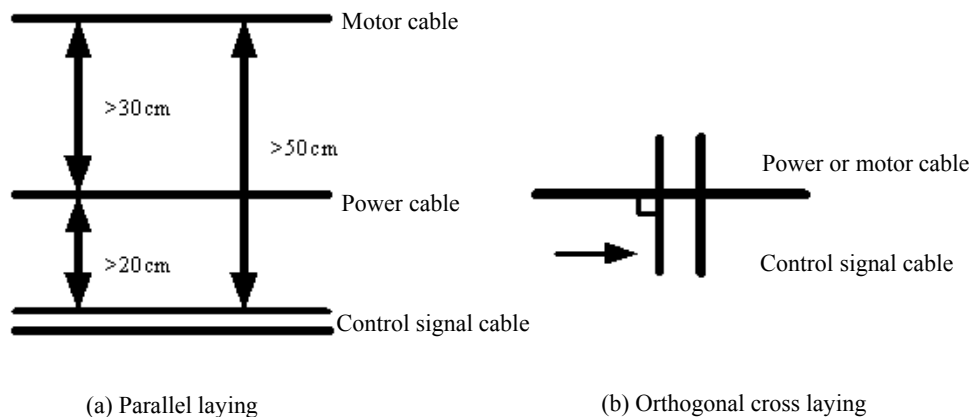 Motor cable
>30cm
>50cm
Power cable
>20cm
Control signal cable
(a) Parallel laying
Power or motor cable
Control signal cable
(b) Orthogonal cross laying